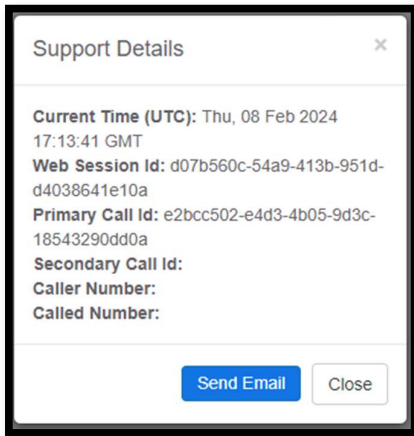 Support Details
×
Current Time (UTC): Thu, 08 Feb 2024
17:13:41 GMT
Web Session Id: d07b560c-54a9-413b-951d-
d4038641e10a
Primary Call Id: e2bcc502-e4d3-4b05-9d3c-
18543290dd0a
Secondary Call Id:
Caller Number:
Called Number:
Send Email
Close